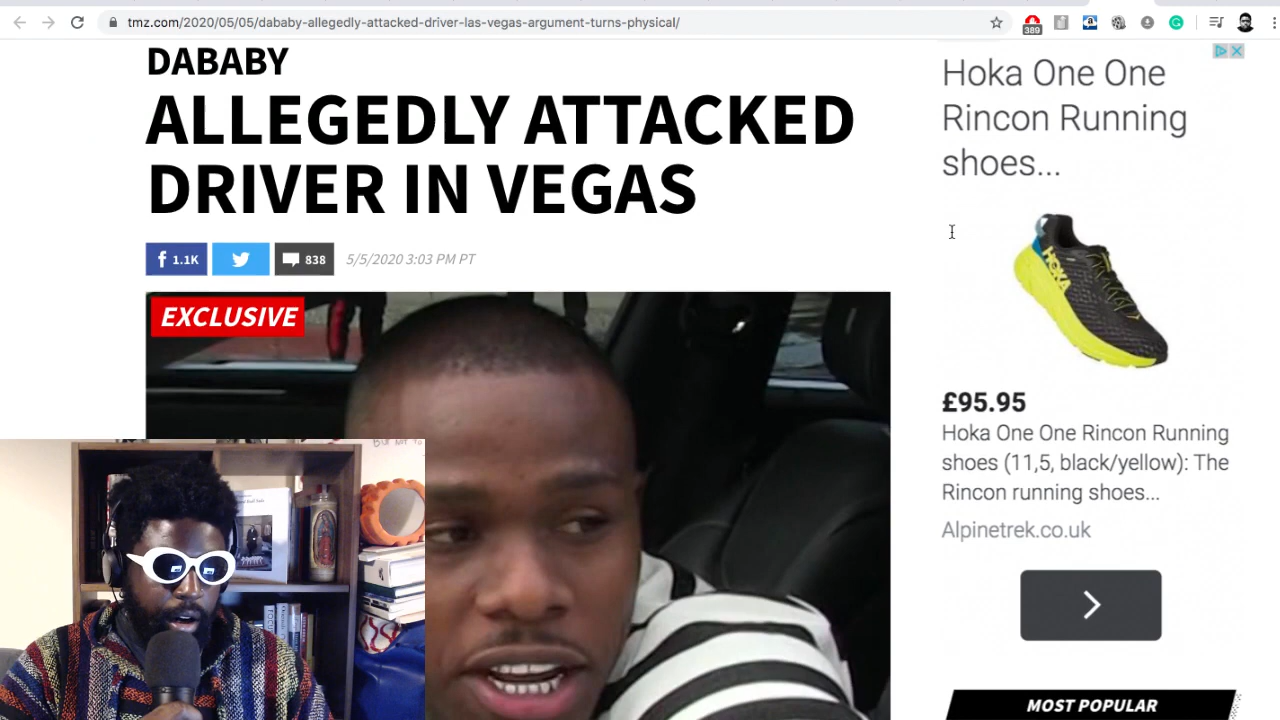 tmz.com/2020/05/05/dababy-allegedly-attacked-driver-las-vegas-argument-turns-physical/
389
DABABY
ALLEGEDLY ATTACKED
DRIVER IN VEGAS
1.1K
838
5/5/2020 3:03 PM PT
EXCLUSIVE
Hoka One One
Rincon Running
shoes...
HOKA
£95.95
Hoka One One Rincon Running
shoes (11,5, black/yellow): The
Rincon running shoes...
Alpinetrek.co.uk
MOST POPULAR